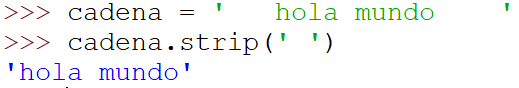 >>> cadena = '   hola mundo    '
>>> cadena.strip(' ')
'hola mundo'